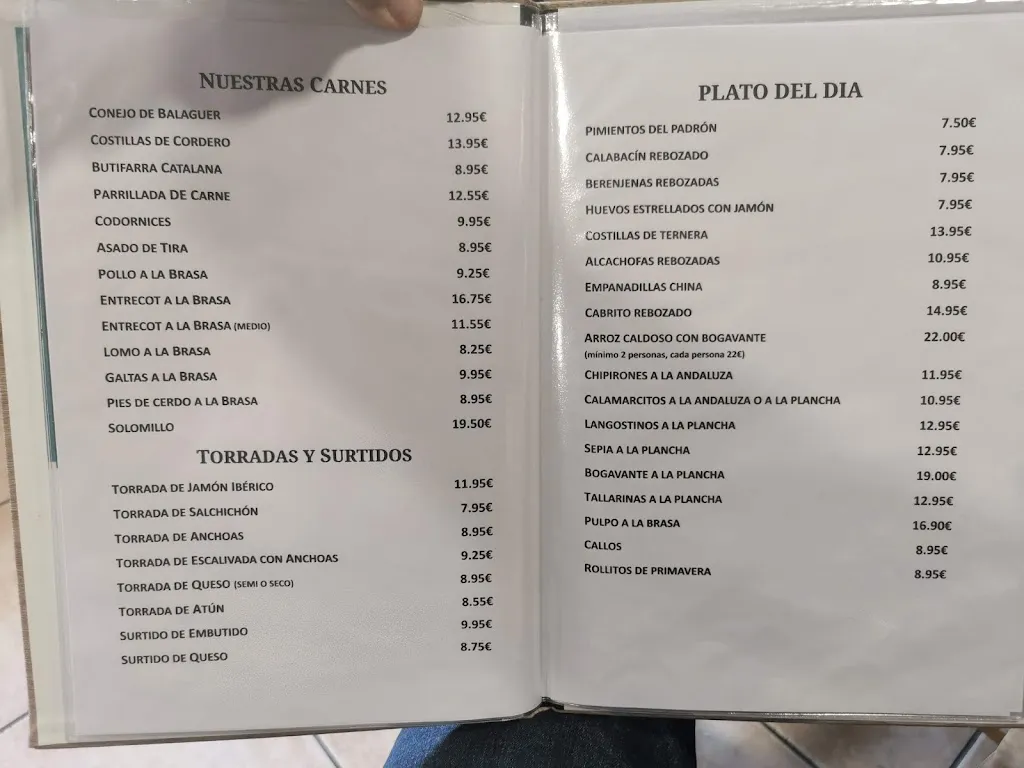 NUESTRAS CARNES
CONEJO DE BALAGUER 12.95€
COSTILLAS DE CORDERO 13.95€
BUTIFARRA CATALANA 8.95€
PARRILLADA DE CARNE 12.55€
CODORNICES 9.95€
ASADO DE TIRA 8.95€
POLLO A LA BRASA 9.25€
ENTRECOT A LA BRASA 16.75€
ENTRECOT A LA BRASA (MEDIO) 11.55€
LOMO A LA BRASA 8.25€
GALTAS A LA BRASA 9.95€
PIES DE CERDO A LA BRASA 8.95€
SOLOMILLO 19.50€
TORRADAS Y SURTIDOS
TORRADA DE JAMÓN IBÉRICO 11.95€
TORRADA DE SALCHICHÓN 7.95€
TORRADA DE ANCHOAS 8.95€
TORRADA DE ESCALIVADA CON ANCHOAS 9.25€
TORRADA DE QUESO (SEMI O SECO) 8.95€
TORRADA DE ATÚN 8.55€
SURTIDO DE EMBUTIDO 9.95€
SURTIDO DE QUESO 8.75€
PLATO DEL DIA
PIMIENTOS DEL PADRÓN 7.50€
CALABACÍN REBOZADO 7.95€
BERENJENAS REBOZADAS 7.95€
HUEVOS ESTRELLADOS CON JAMÓN 7.95€
COSTILLAS DE TERNERA 13.95€
ALCACHOFAS REBOZADAS 10.95€
EMPANADILLAS CHINA 8.95€
CABRITO REBOZADO 14.95€
ARROZ CALDOSO CON BOGAVANTE 22.00€
(mínimo 2 personas, cada persona 22€)
CHIPIRONES A LA ANDALUZA 11.95€
CALAMARCITOS A LA ANDALUZA O A LA PLANCHA 10.95€
LANGOSTINOS A LA PLANCHA 12.95€
SEPIA A LA PLANCHA 12.95€
BOGAVANTE A LA PLANCHA 19.00€
TALLARINAS A LA PLANCHA 12.95€
PULPO A LA BRASA 16.90€
CALLOS 8.95€
ROLLITOS DE PRIMAVERA 8.95€